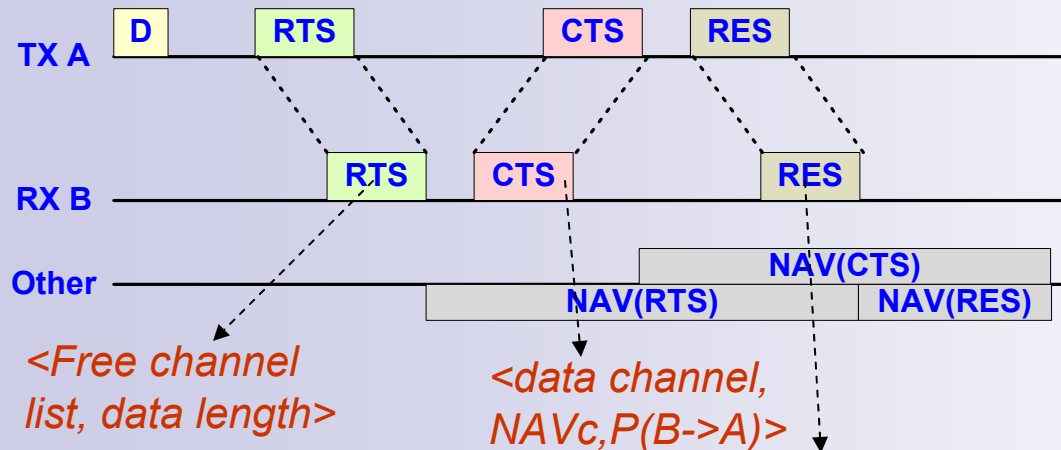 D RTS CTS RES
TX A
RTS CTS RES
RX B
NAV(CTS)
Other
NAV(RTS) NAV(RES)
<Free channel
list, data length>
<data channel,
NAVc,P(B->A)>